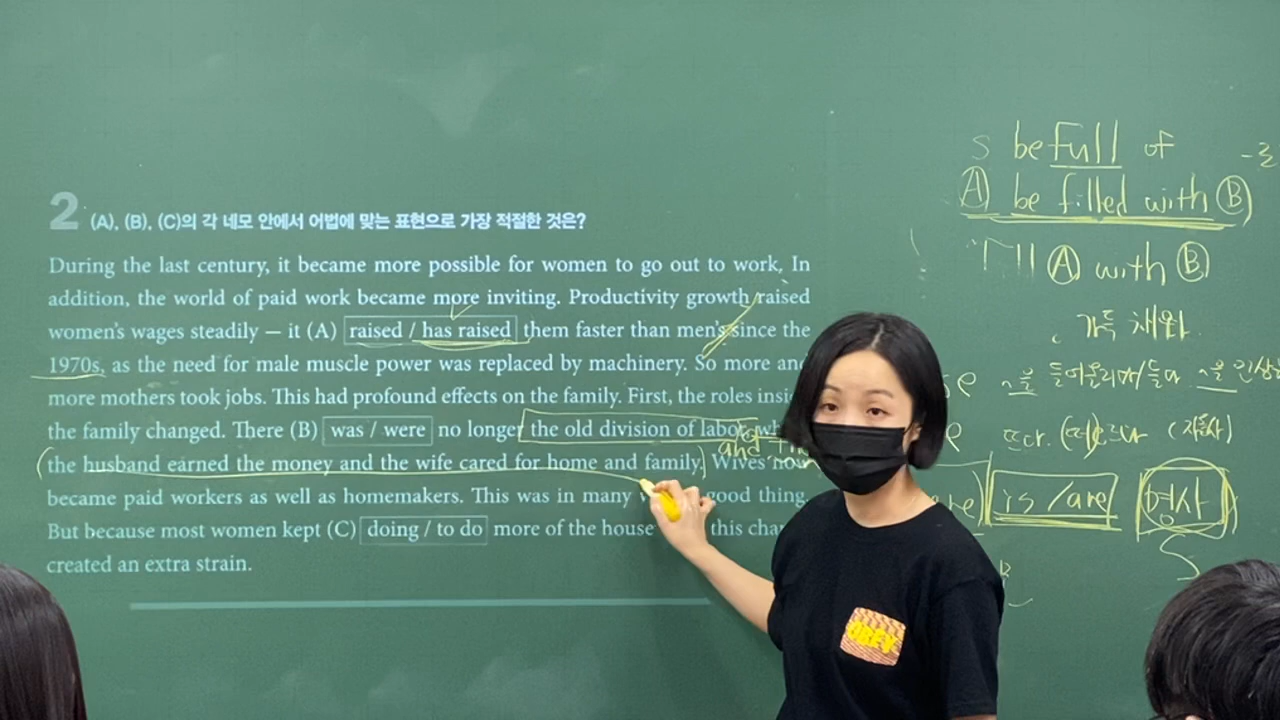 2 (A), (B), (C)의 각 네모 안에서 어법에 맞는 표현으로 가장 적절한 것은?
During the last century, it became more possible for women to go out to work, In
addition, the world of paid work became more inviting. Productivity growth raised
women's wages steadily — it (A) raised / has raised them faster than men's since the
1970s, as the need for male muscle power was replaced by machinery. So more and
more mothers took jobs. This had profound effects on the family. First, the roles
the family changed. There (B) was / were no longer the old division of labor,
the husband earned the money and the wife cared for home and family. Wives now
became paid workers as well as homemakers. This was in many good thing.
But because most women kept (C) doing / to do more of the house this
created an extra strain.
S be full of
Ⓐ be filled with Ⓑ
Ⓐ with Ⓑ
가득 채우다
is / are 명사
S
OBEY